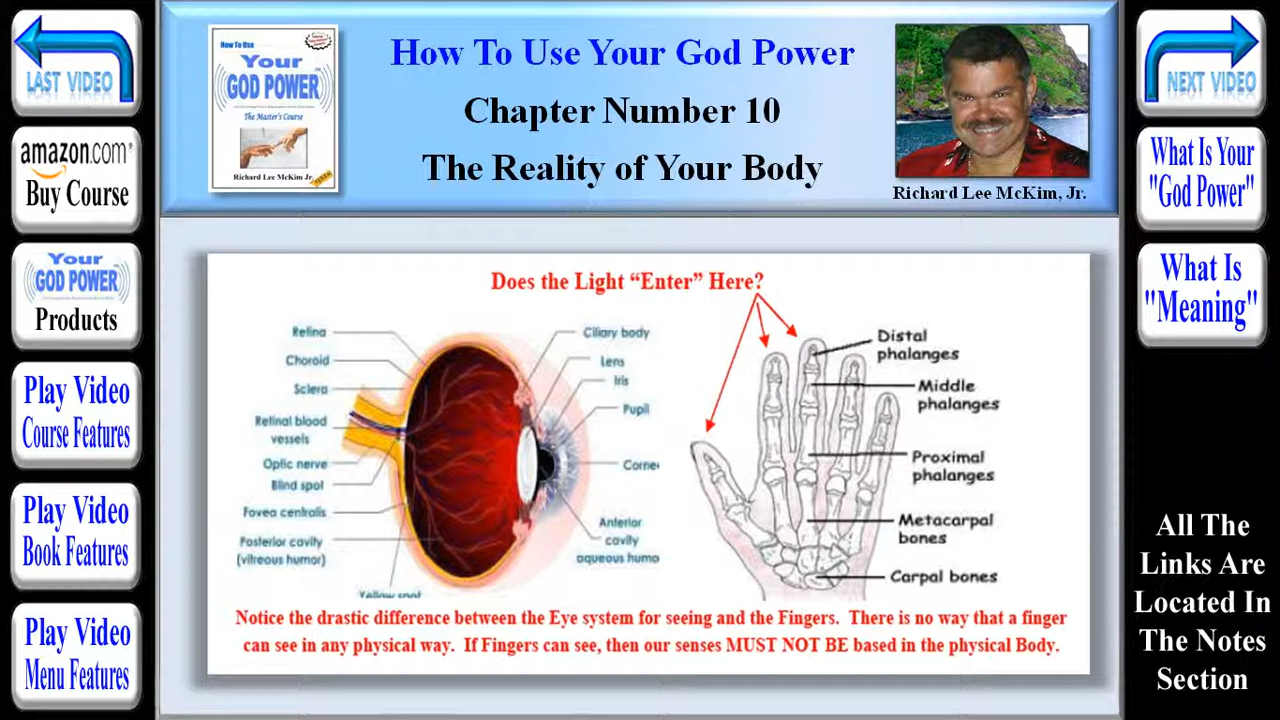 LAST VIDEO
amazon.com
Buy Course
Your
GOD POWER
Products
Play Video
Course Features
Play Video
Book Features
Play Video
Menu Features
How To Use
Your
GOD POWER
The Master's Course
Richard Lee McKim Jr.
How To Use Your God Power
Chapter Number 10
The Reality of Your Body
Richard Lee McKim, Jr.
Does the Light “Enter” Here?
Retina
Choroid
Sclera
Retinal blood
vessels
Optic nerve
Blind spot
Fovea centralis
Posterior cavity
(vitreous humor)
Yellow spot
Ciliary body
Lens
Iris
Pupil
Corne
Anterior
cavity
aqueous humo
Distal
phalanges
Middle
phalanges
Proximal
phalanges
Metacarpal
bones
Carpal bones
Notice the drastic difference between the Eye system for seeing and the Fingers. There is no way that a finger
can see in any physical way. If Fingers can see, then our senses MUST NOT BE based in the physical Body.
NEXT VIDEO
What Is Your
"God Power"
What Is
"Meaning"
All The
Links Are
Located In
The Notes
Section